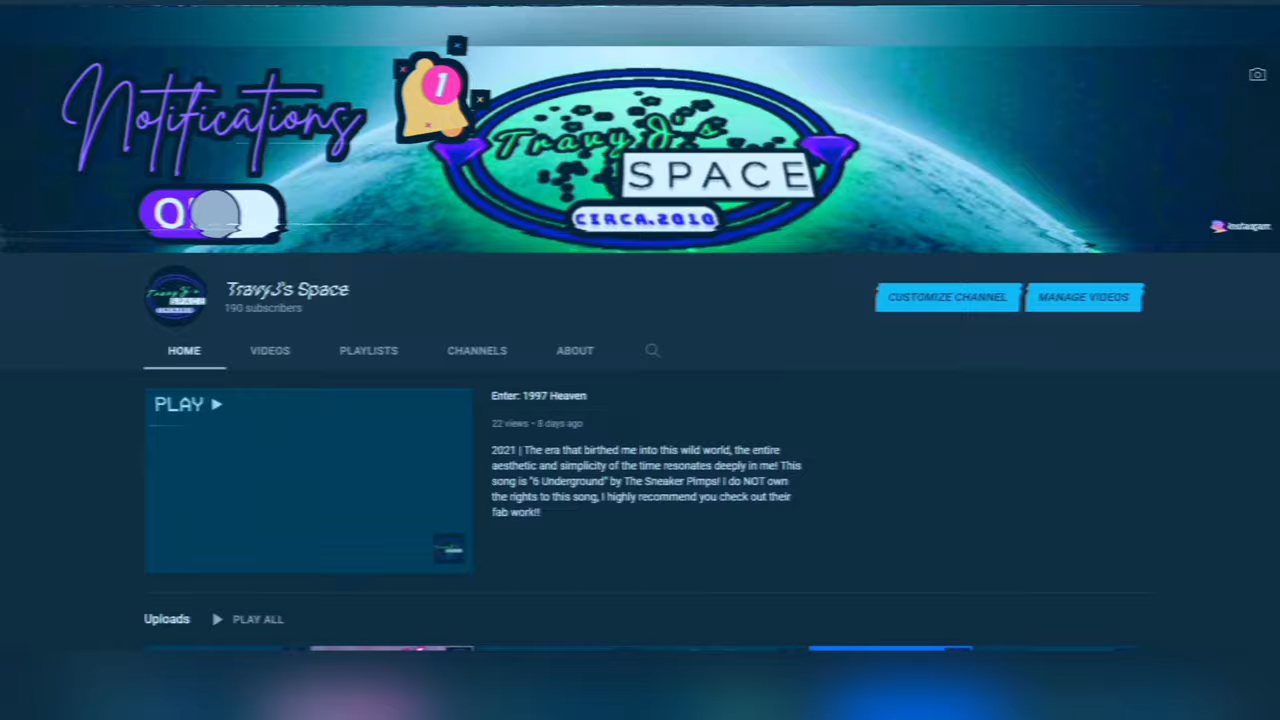 Notifications
1
Travy J's
SPACE
CIRCA.2010
Instagram
TravyJ's Space
190 subscribers
CUSTOMIZE CHANNEL
MANAGE VIDEOS
HOME
VIDEOS
PLAYLISTS
CHANNELS
ABOUT
PLAY
Enter: 1997 Heaven
22 views • 8 days ago
2021 | The era that birthed me into this wild world, the entire
aesthetic and simplicity of the time resonates deeply in me! This
song is "6 Underground" by The Sneaker Pimps! I do NOT own
the rights to this song, I highly recommend you check out their
fab work!!
Uploads
PLAY ALL